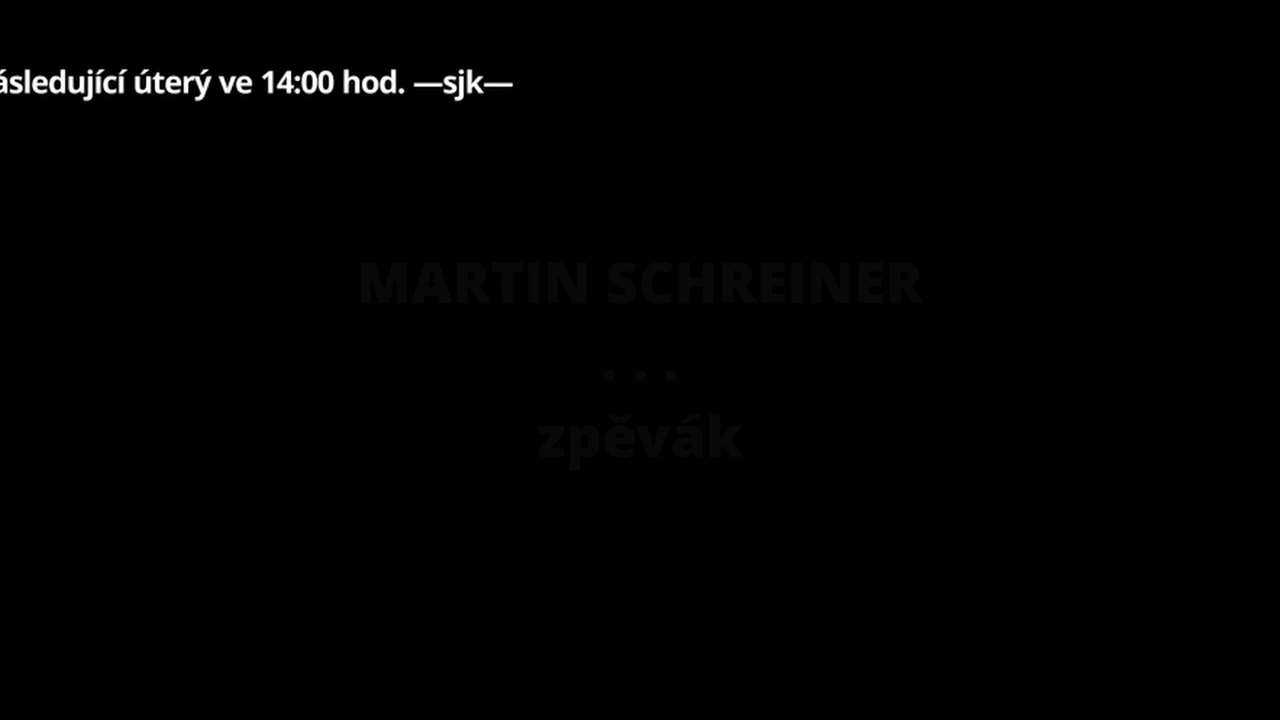 ásledující úterý ve 14:00 hod. —sjk—
MARTIN SCHREINER
...
zpěvák